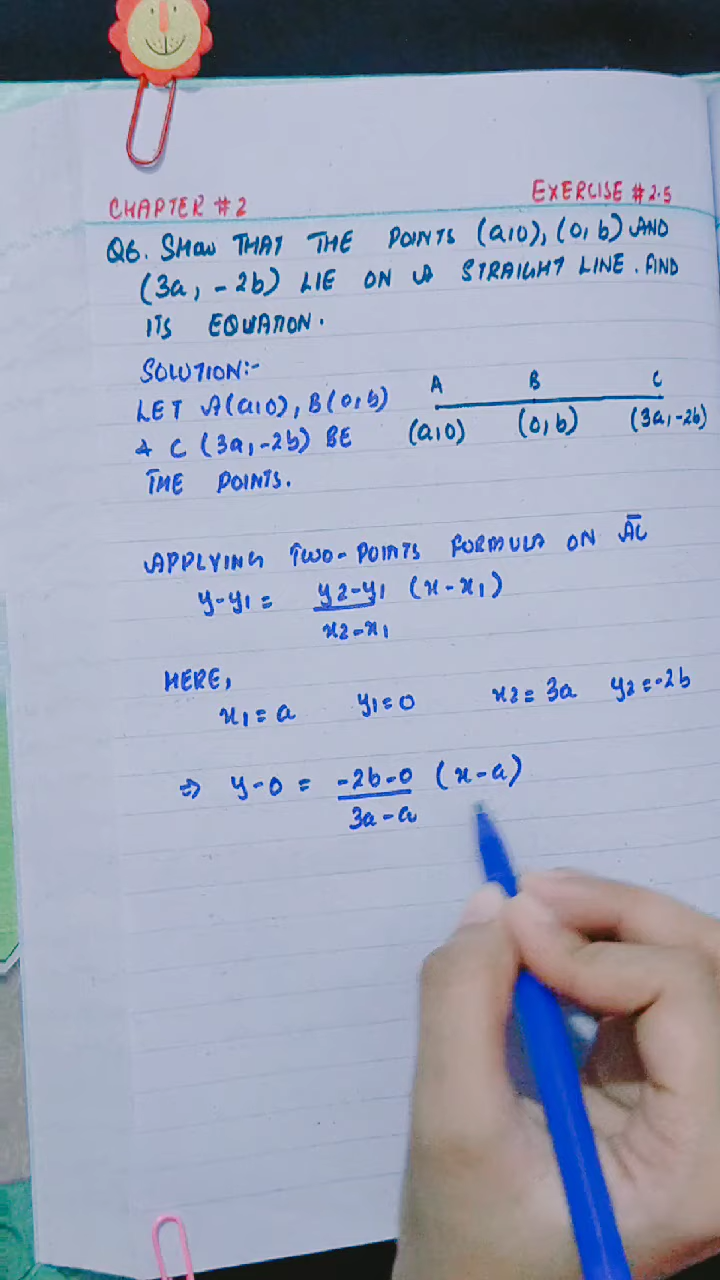 CHAPTER #2
EXERCISE #2.5
Q6. SHOW THAT THE POINTS (a,0), (0,b) AND
(3a, -2b) LIE ON A STRAIGHT LINE. FIND
ITS EQUATION.
SOLUTION:-
LET A(a,0), B(0,b)
& C (3a,-2b) BE
THE POINTS.
A B C
(a,0) (0,b) (3a,-2b)
APPLYING TWO-POINTS FORMULA ON A̅C̅
y-y1 = y2-y1 (x-x1)
x2-x1
HERE,
x1 = a y1=0 x2 = 3a y2=-2b
⇒ y-0 = -2b-0 (x-a)
3a-a